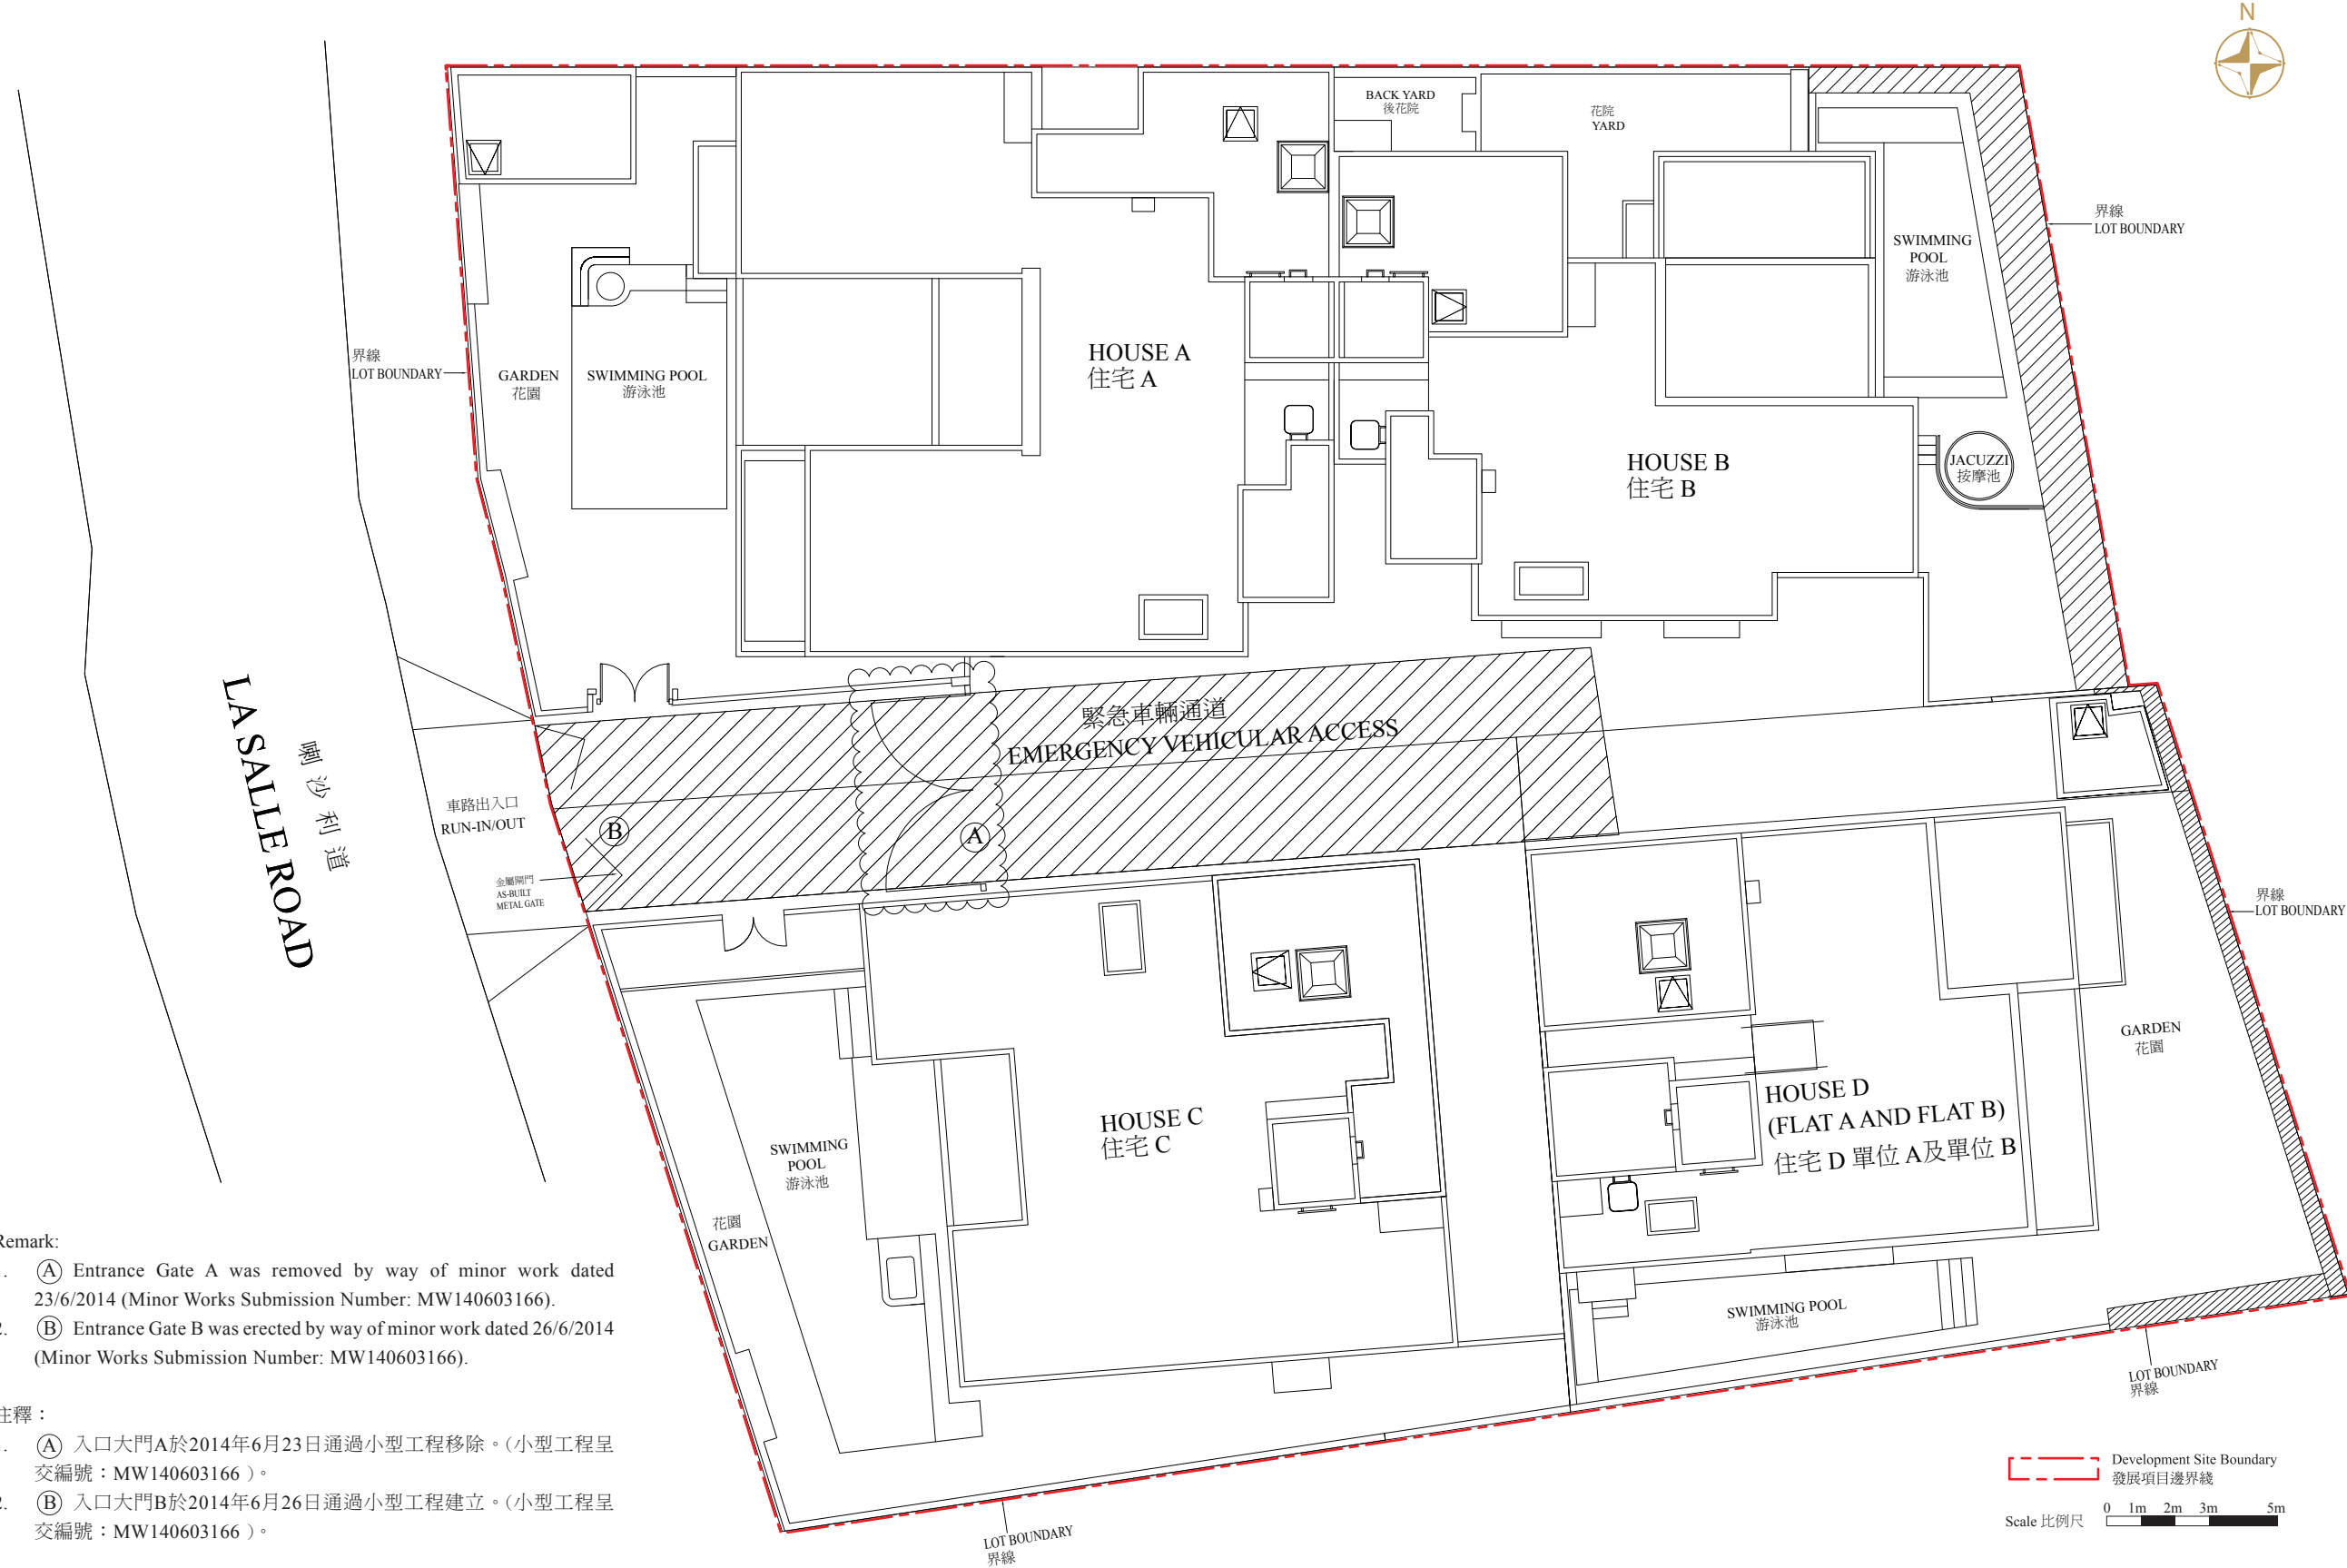 N
BACK YARD
後花院
花院
YARD
界線
LOT BOUNDARY
SWIMMING
POOL
游泳池
界線
LOT BOUNDARY
GARDEN
花園
SWIMMING POOL
游泳池
HOUSE A
住宅 A
HOUSE B
住宅 B
JACUZZI
按摩池
LA SALLE ROAD
喇沙利道
緊急車輛通道
EMERGENCY VEHICULAR ACCESS
車路出入口
RUN-IN/OUT
B
A
金屬閘門
AS-BUILT
METAL GATE
界線
LOT BOUNDARY
GARDEN
花園
HOUSE C
住宅 C
HOUSE D
(FLAT A AND FLAT B)
住宅 D 單位 A及單位 B
SWIMMING
POOL
游泳池
花園
GARDEN
SWIMMING POOL
游泳池
LOT BOUNDARY
界線
LOT BOUNDARY
界線
Remark:
. A Entrance Gate A was removed by way of minor work dated
23/6/2014 (Minor Works Submission Number: MW140603166).
2. B Entrance Gate B was erected by way of minor work dated 26/6/2014
(Minor Works Submission Number: MW140603166).
注釋：
. A 入口大門A於2014年6月23日通過小型工程移除。（小型工程呈
交編號：MW140603166 ）。
2. B 入口大門B於2014年6月26日通過小型工程建立。（小型工程呈
交編號：MW140603166 ）。
Development Site Boundary
發展項目邊界綫
Scale 比例尺 0 1m 2m 3m 5m